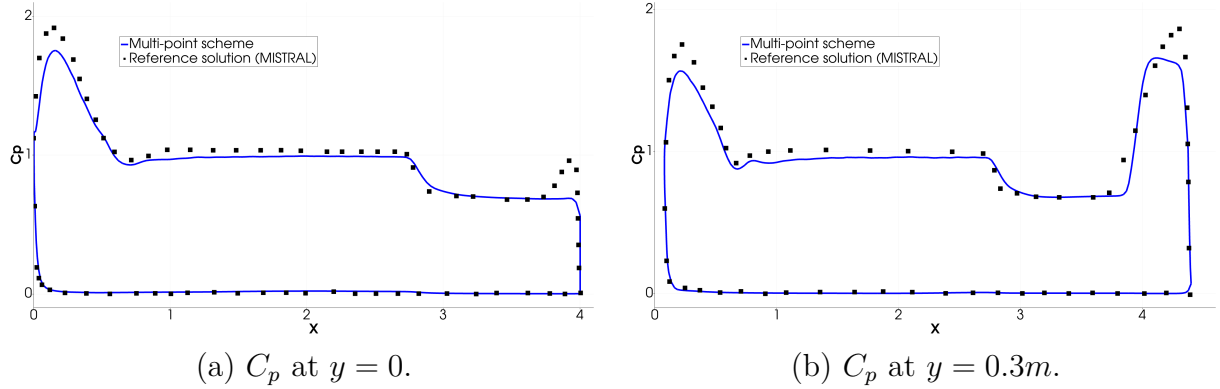 2
1
0
Cp
Multi-point scheme
Reference solution (MISTRAL)
0 1 2 3 4
X
(a) C_p at y = 0.
2
1
0
Cp
Multi-point scheme
Reference solution (MISTRAL)
0 1 2 3 4
X
(b) C_p at y = 0.3m.